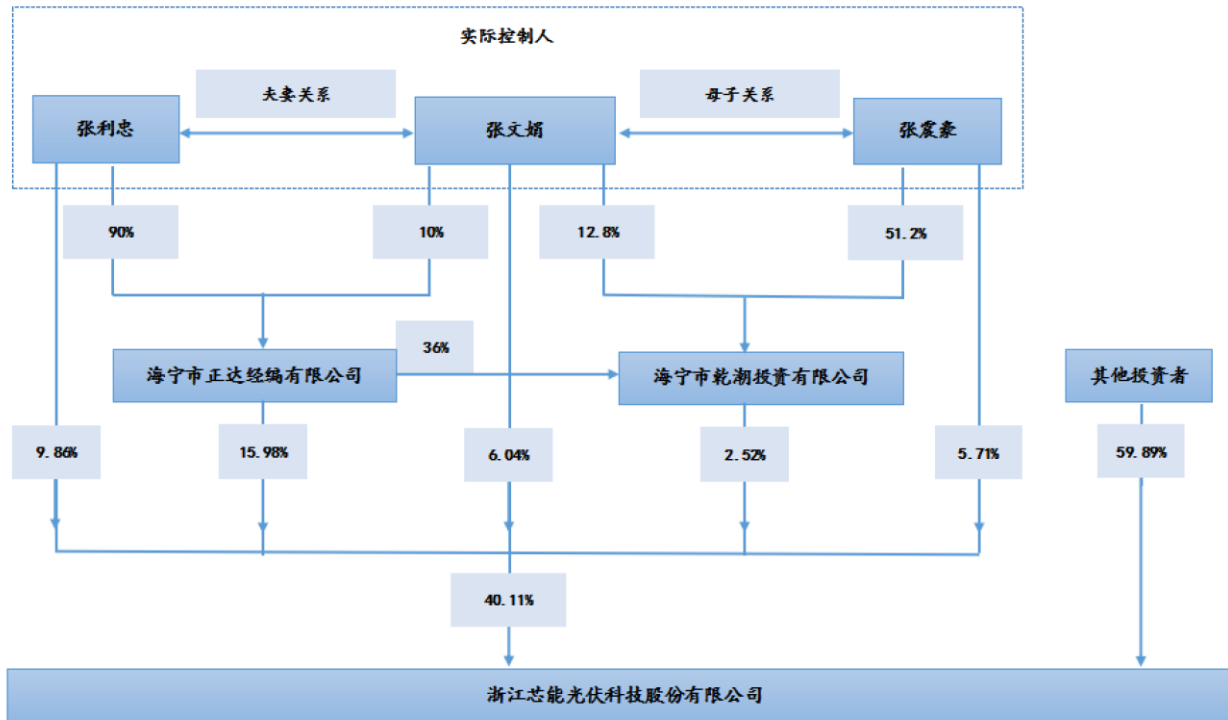 实际控制人
夫妻关系
母子关系
张利忠
张文娟
张震豪
90%
10%
12.8%
51.2%
36%
海宁市正达经编有限公司
海宁市乾潮投资有限公司
其他投资者
9.86%
15.98%
6.04%
2.52%
5.71%
59.89%
40.11%
浙江芯能光伏科技股份有限公司